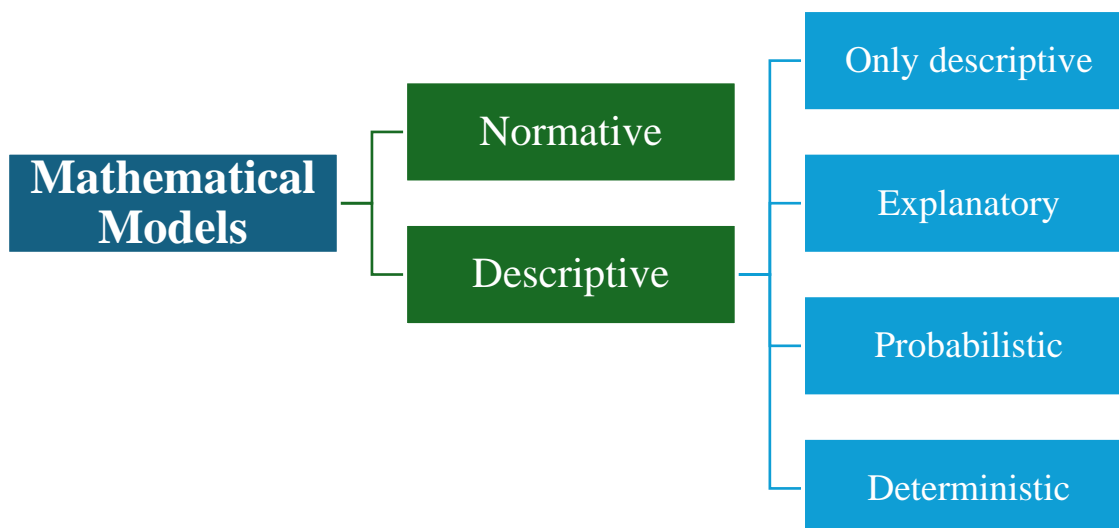 Mathematical
Models
Normative
Descriptive
Only descriptive
Explanatory
Probabilistic
Deterministic